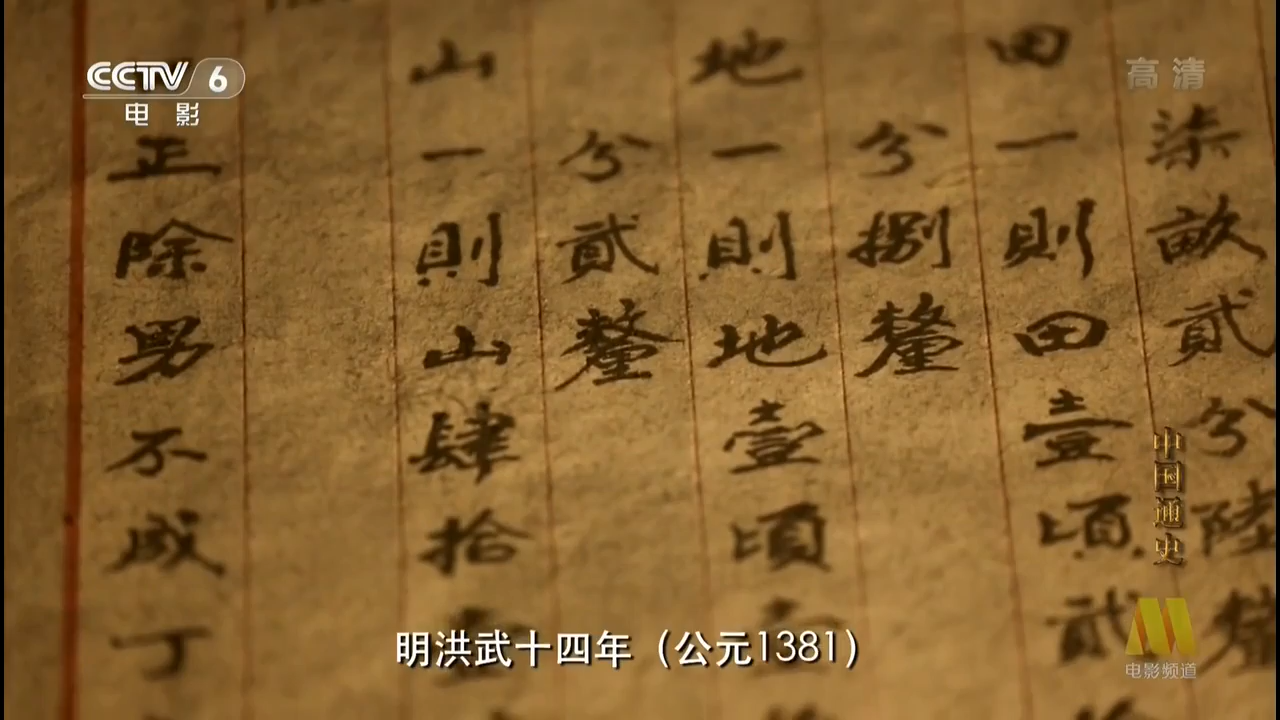 柒畝貳分陸釐
田一則田壹頃貳
分捌釐
地一則地壹頃
分貳釐
山一則山肆拾
正除男不成丁
CCTV 6
电影
高清
中国通史
电影频道
明洪武十四年（公元1381）